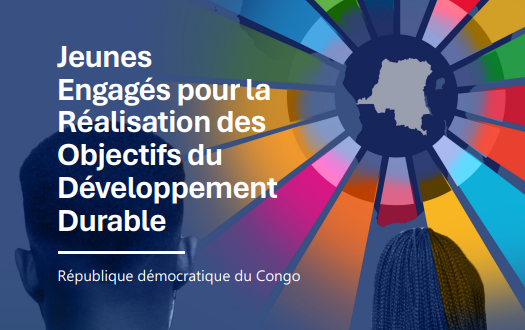 Jeunes
Engagés pour la
Réalisation des
Objectifs du
Développement
Durable
République démocratique du Congo